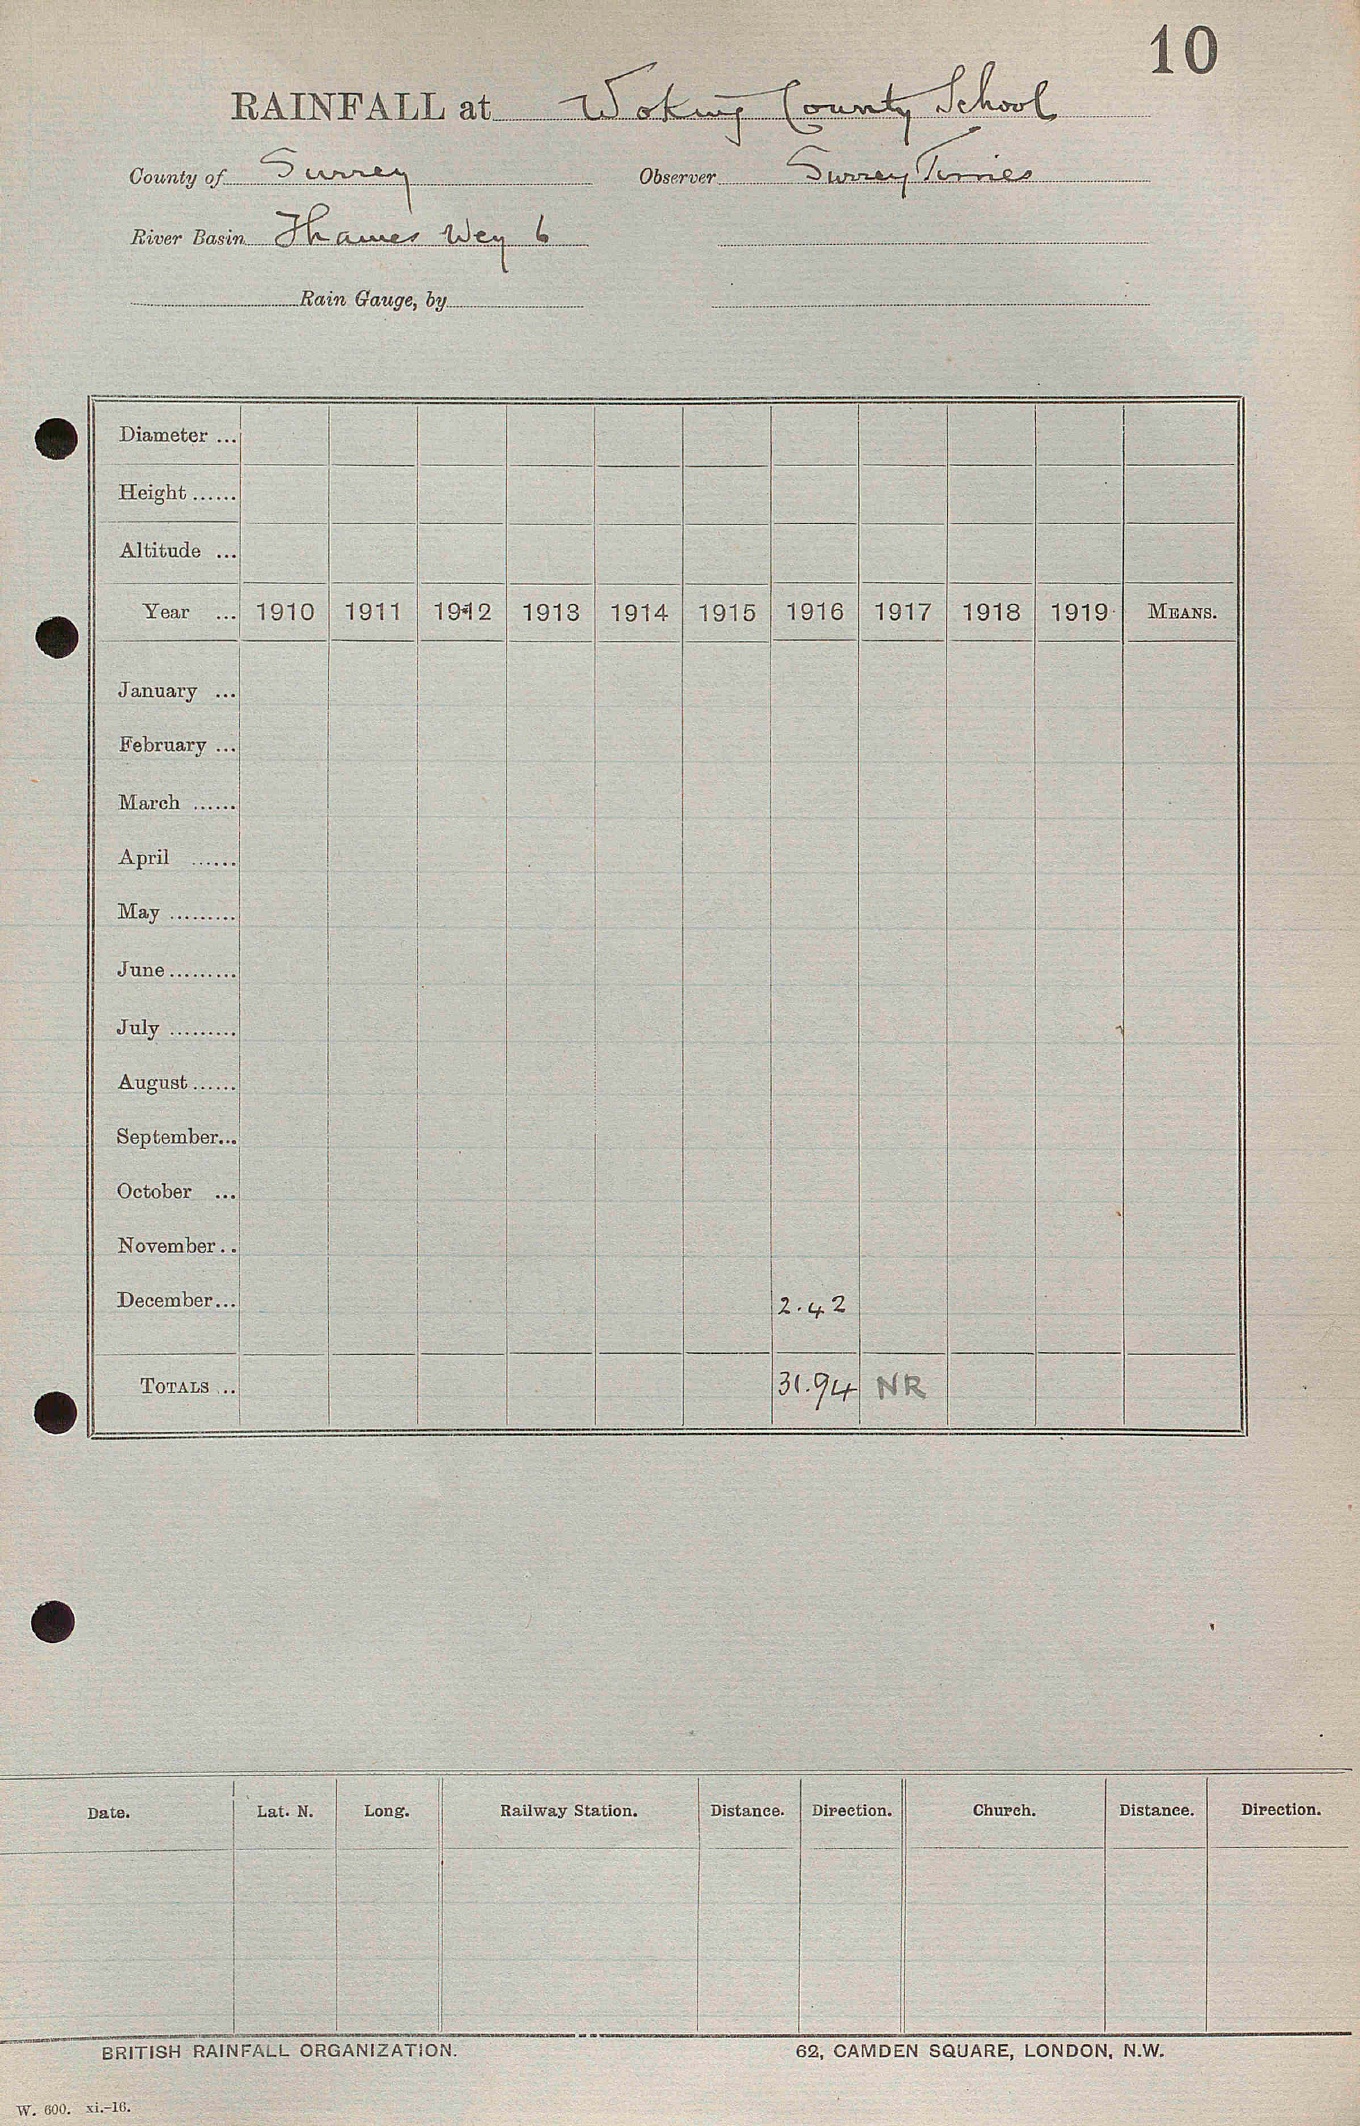 10
RAINFALL at Woking County School
County of Surrey Observer Surrey Times
River Basin Thames Wey 6
Rain Gauge, by
Diameter ...
Height ......
Altitude ...
Year ... 1910 1911 1912 1913 1914 1915 1916 1917 1918 1919 MEANS.
January ...
February ...
March ......
April ......
May .........
June .........
July .........
August ......
September...
October ...
November ..
December... 2.42
TOTALS ... 31.94 NR
Date. Lat. N. Long. Railway Station. Distance. Direction. Church. Distance. Direction.
BRITISH RAINFALL ORGANIZATION. 62, CAMDEN SQUARE, LONDON, N.W.
W. 600. xi.-16.